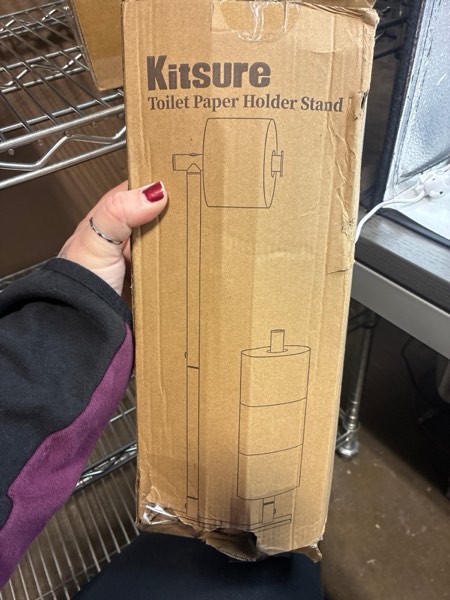 Kitsure
Toilet Paper Holder Stand